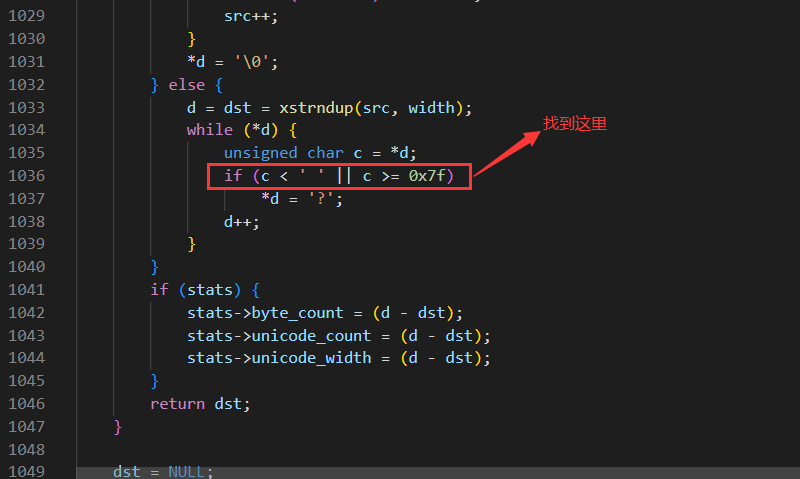 1029 src++;
1030 }
1031 *d = '\0';
1032 } else {
1033 d = dst = xstrndup(src, width);
1034 while (*d) {
1035 unsigned char c = *d;
1036 if (c < ' ' || c >= 0x7f)
找到这里
1037 *d = '?';
1038 d++;
1039 }
1040 }
1041 if (stats) {
1042 stats->byte_count = (d - dst);
1043 stats->unicode_count = (d - dst);
1044 stats->unicode_width = (d - dst);
1045 }
1046 return dst;
1047 }
1048
1049 dst = NULL;